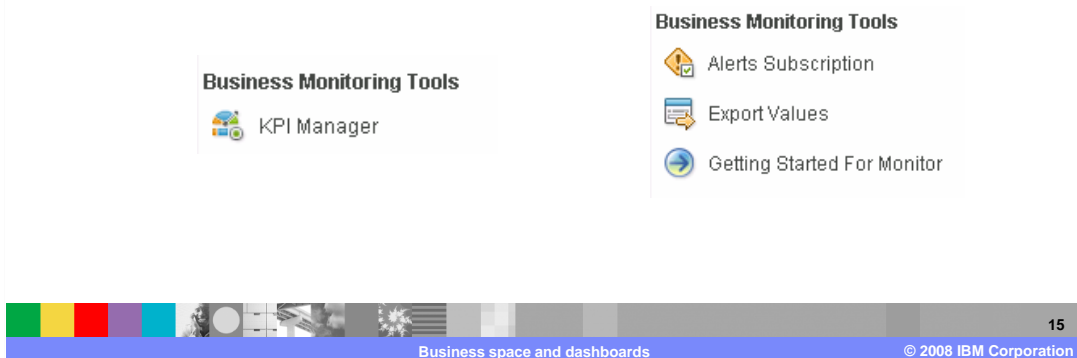 Business Monitoring Tools
KPI Manager
Business Monitoring Tools
Alerts Subscription
Export Values
Getting Started For Monitor
15
Business space and dashboards
© 2008 IBM Corporation